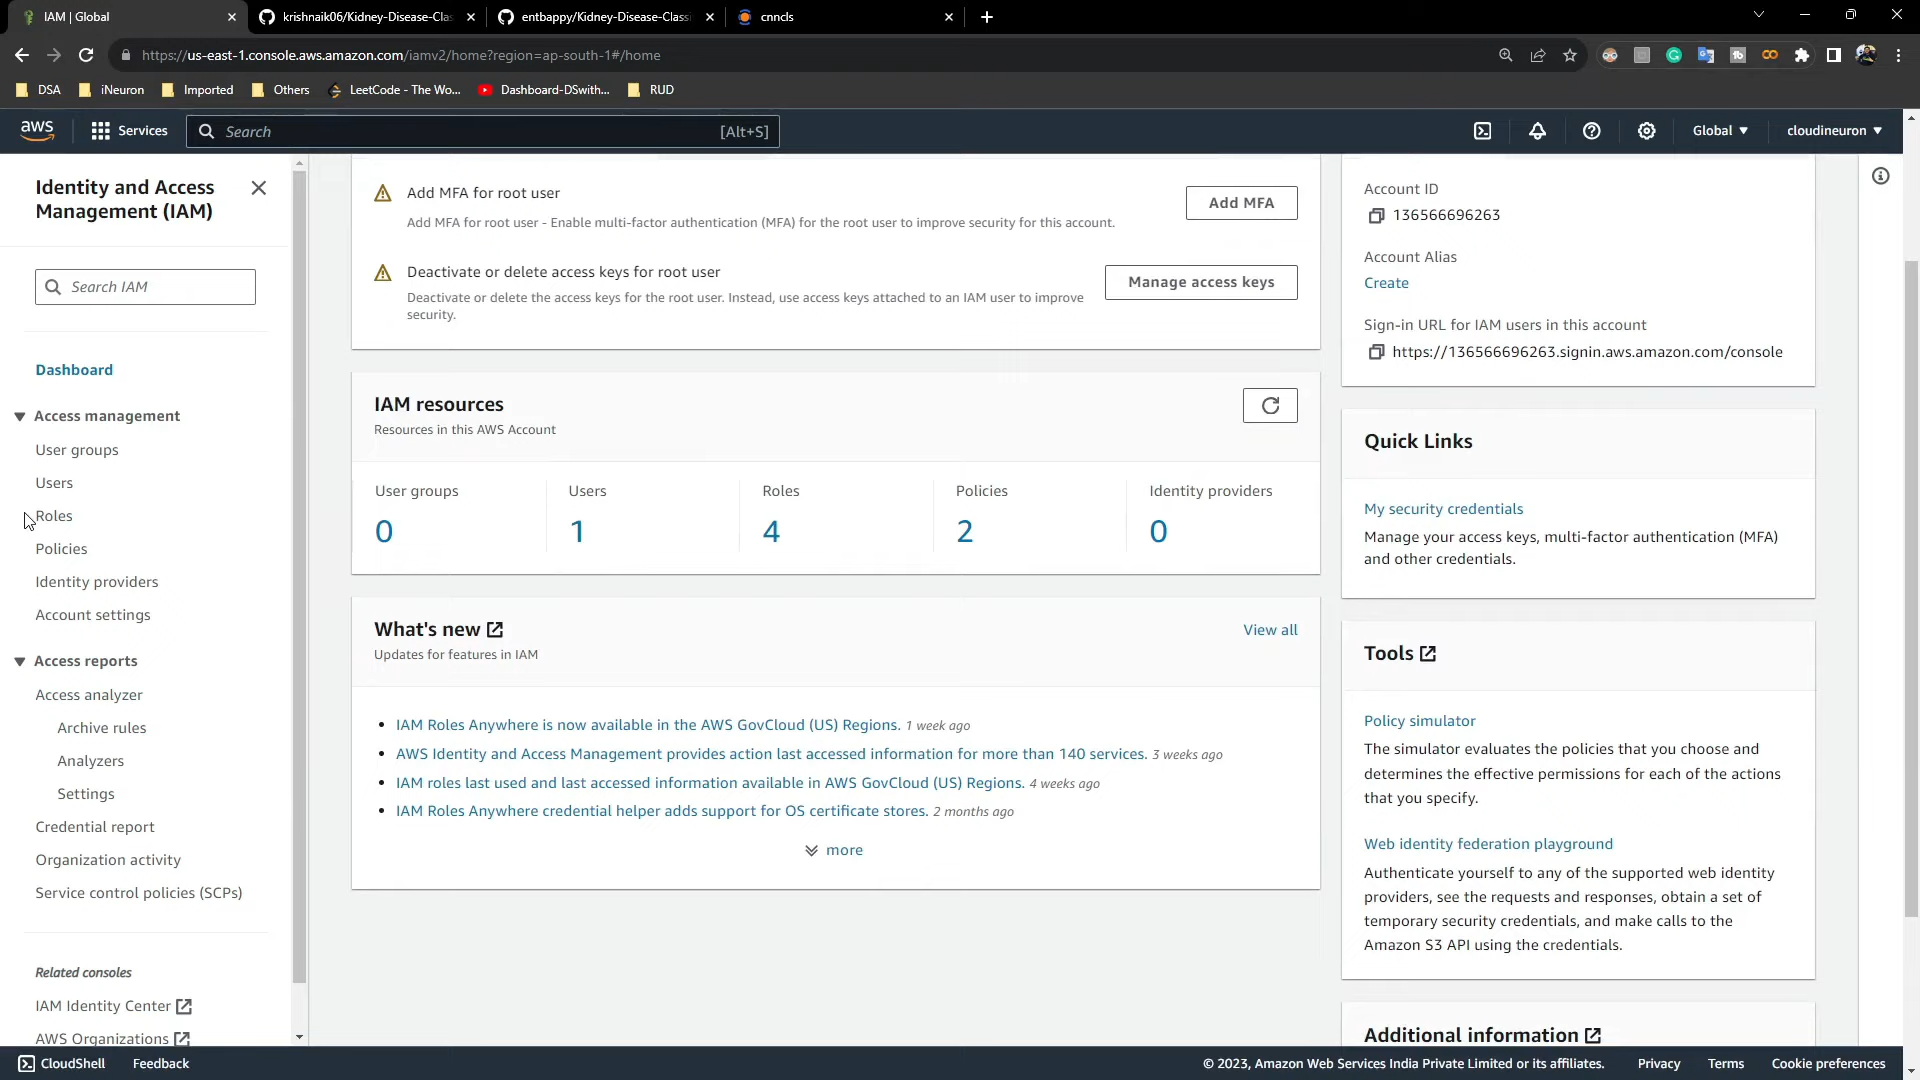 IAM | Global
krishnaik06/Kidney-Disease-Clas
entbappy/Kidney-Disease-Classi
cnncls
https://us-east-1.console.aws.amazon.com/iamv2/home?region=ap-south-1#/home
DSA
iNeuron
Imported
Others
LeetCode - The Wo...
Dashboard-DSwith...
RUD
aws
Services
Search
[Alt+S]
Global
cloudineuron
Identity and Access
Management (IAM)
Search IAM
Dashboard
Access management
User groups
Users
Roles
Policies
Identity providers
Account settings
Access reports
Access analyzer
Archive rules
Analyzers
Settings
Credential report
Organization activity
Service control policies (SCPs)
Related consoles
IAM Identity Center
AWS Organizations
Add MFA for root user
Add MFA for root user - Enable multi-factor authentication (MFA) for the root user to improve security for this account.
Add MFA
Deactivate or delete access keys for root user
Deactivate or delete the access keys for the root user. Instead, use access keys attached to an IAM user to improve
security.
Manage access keys
IAM resources
Resources in this AWS Account
User groups
0
Users
1
Roles
4
Policies
2
Identity providers
0
What's new
Updates for features in IAM
View all
IAM Roles Anywhere is now available in the AWS GovCloud (US) Regions. 1 week ago
AWS Identity and Access Management provides action last accessed information for more than 140 services. 3 weeks ago
IAM roles last used and last accessed information available in AWS GovCloud (US) Regions. 4 weeks ago
IAM Roles Anywhere credential helper adds support for OS certificate stores. 2 months ago
more
Account ID
136566696263
Account Alias
Create
Sign-in URL for IAM users in this account
https://136566696263.signin.aws.amazon.com/console
Quick Links
My security credentials
Manage your access keys, multi-factor authentication (MFA)
and other credentials.
Tools
Policy simulator
The simulator evaluates the policies that you choose and
determines the effective permissions for each of the actions
that you specify.
Web identity federation playground
Authenticate yourself to any of the supported web identity
providers, see the requests and responses, obtain a set of
temporary security credentials, and make calls to the
Amazon S3 API using the credentials.
Additional information
CloudShell
Feedback
© 2023, Amazon Web Services India Private Limited or its affiliates.
Privacy
Terms
Cookie preferences